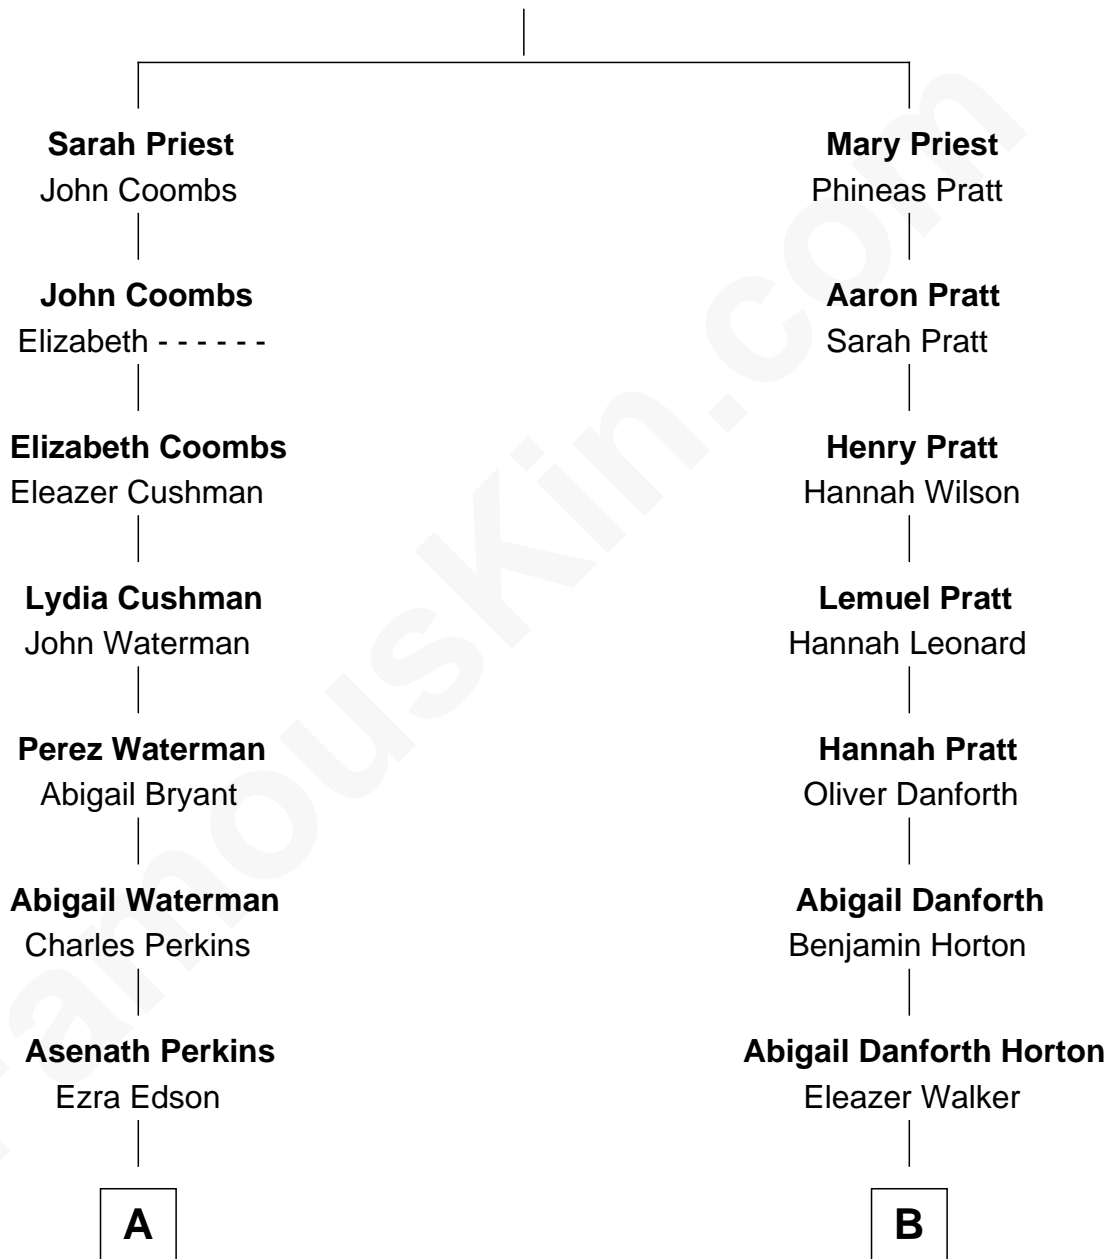 Sarah Priest
John Coombs
John Coombs
Elizabeth - - - - - -
Elizabeth Coombs
Eleazer Cushman
Lydia Cushman
John Waterman
Perez Waterman
Abigail Bryant
Abigail Waterman
Charles Perkins
Asenath Perkins
Ezra Edson
A
Mary Priest
Phineas Pratt
Aaron Pratt
Sarah Pratt
Henry Pratt
Hannah Wilson
Lemuel Pratt
Hannah Leonard
Hannah Pratt
Oliver Danforth
Abigail Danforth
Benjamin Horton
Abigail Danforth Horton
Eleazer Walker
B
FamousKin.com